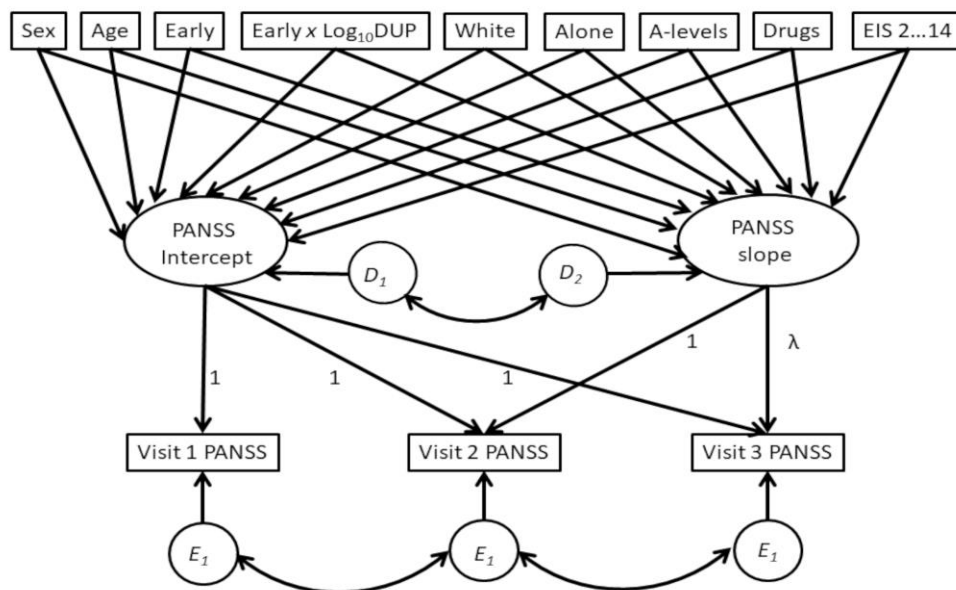 Sex Age Early Early x Log₁₀DUP White Alone A-levels Drugs EIS 2...14
PANSS
Intercept
PANSS
slope
D₁ D₂
1 1 1 1 λ
Visit 1 PANSS Visit 2 PANSS Visit 3 PANSS
E₁ E₁ E₁